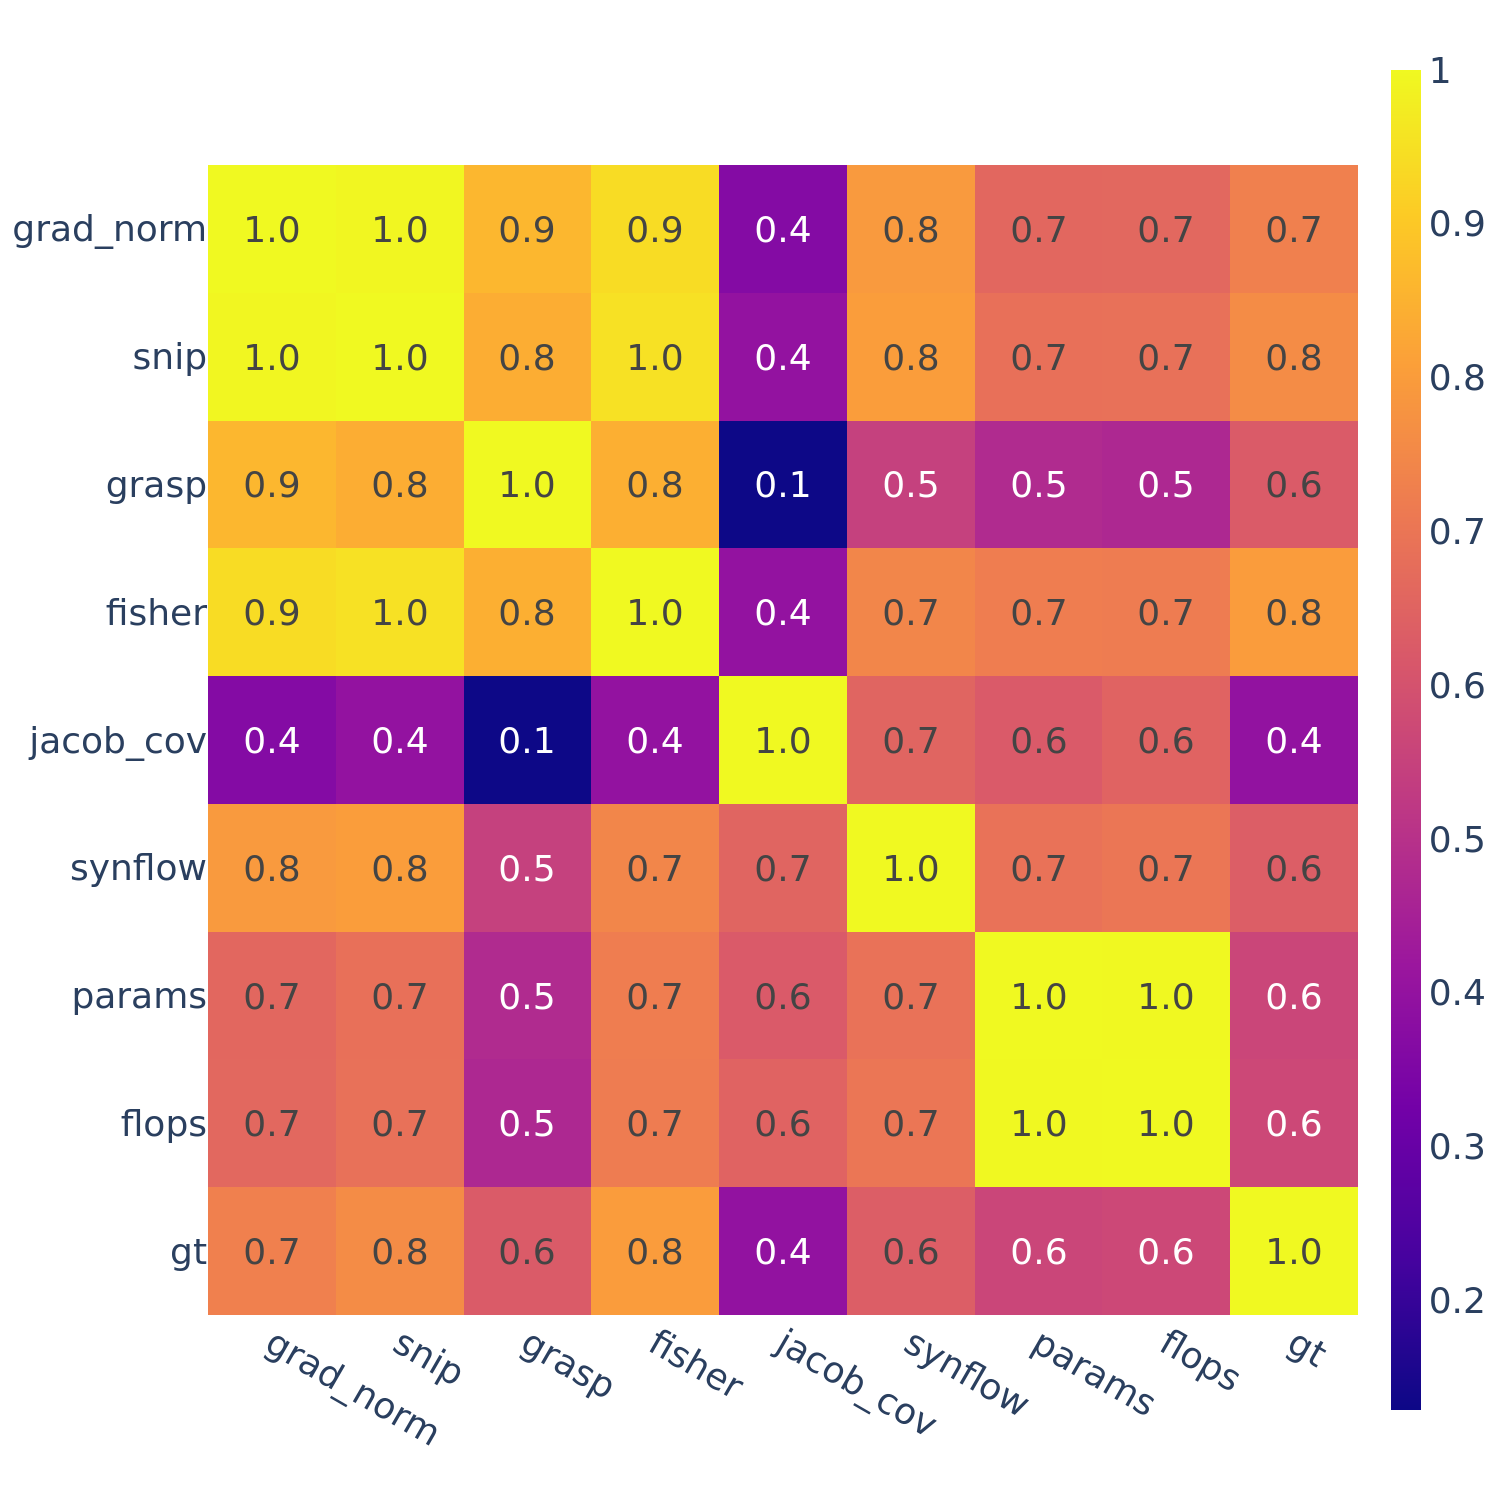 1
grad_norm 1.0 1.0 0.9 0.9 0.4 0.8 0.7 0.7 0.7 0.9
snip 1.0 1.0 0.8 1.0 0.4 0.8 0.7 0.7 0.8 0.8
grasp 0.9 0.8 1.0 0.8 0.1 0.5 0.5 0.5 0.6 0.7
fisher 0.9 1.0 0.8 1.0 0.4 0.7 0.7 0.7 0.8 0.6
jacob_cov 0.4 0.4 0.1 0.4 1.0 0.7 0.6 0.6 0.4
synflow 0.8 0.8 0.5 0.7 0.7 1.0 0.7 0.7 0.6 0.5
params 0.7 0.7 0.5 0.7 0.6 0.7 1.0 1.0 0.6 0.4
flops 0.7 0.7 0.5 0.7 0.6 0.7 1.0 1.0 0.6 0.3
gt 0.7 0.8 0.6 0.8 0.4 0.6 0.6 0.6 1.0 0.2
grad_norm snip grasp fisher jacob_cov synflow params flops gt